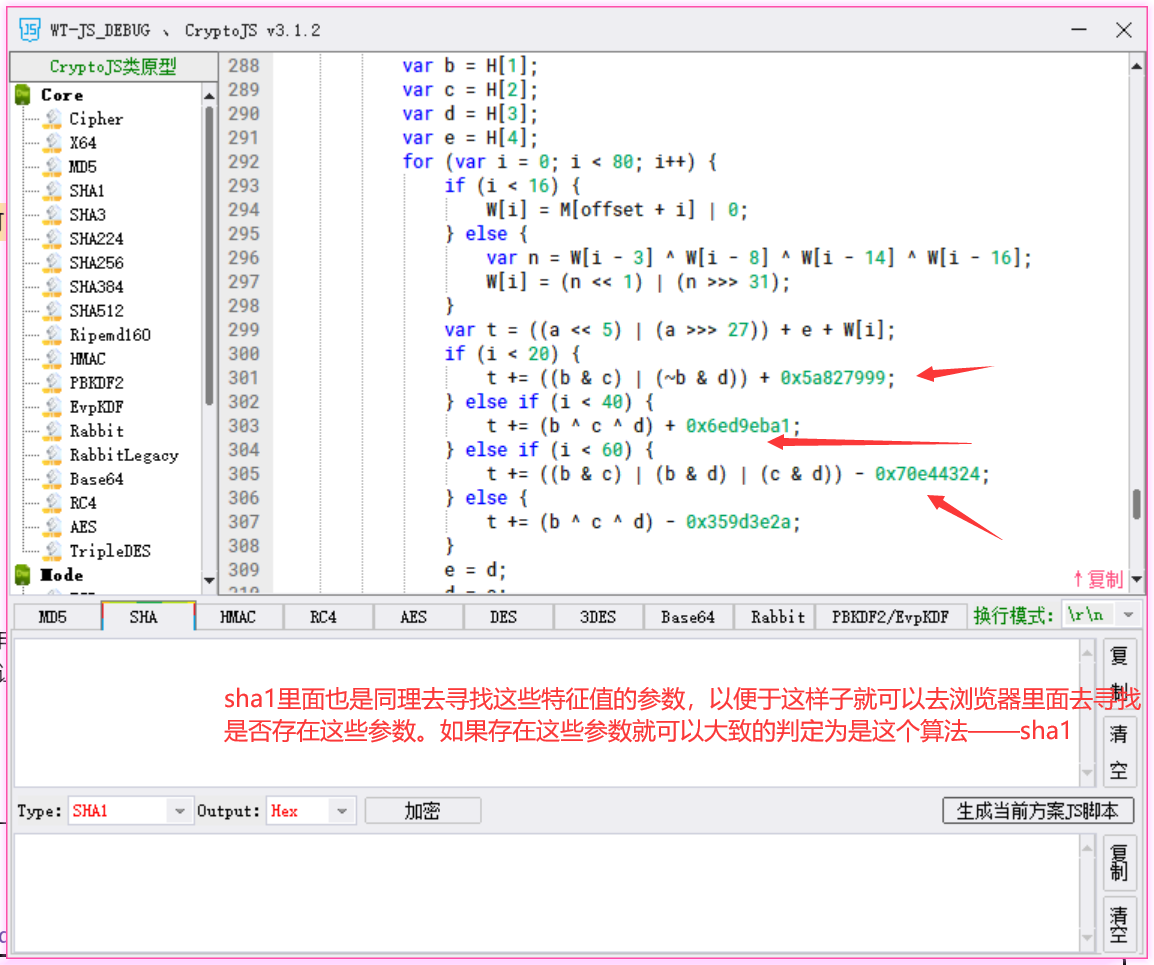 WT-JS_DEBUG 、 CryptoJS v3.1.2
CryptoJS类原型
Core
Cipher
X64
MD5
SHA1
SHA3
SHA224
SHA256
SHA384
SHA512
Ripemd160
HMAC
PBKDF2
EvpKDF
Rabbit
RabbitLegacy
Base64
RC4
AES
TripleDES
Mode
288 var b = H[1];
289 var c = H[2];
290 var d = H[3];
291 var e = H[4];
292 for (var i = 0; i < 80; i++) {
293 if (i < 16) {
294 W[i] = M[offset + i] | 0;
295 } else {
296 var n = W[i - 3] ^ W[i - 8] ^ W[i - 14] ^ W[i - 16];
297 W[i] = (n << 1) | (n >>> 31);
298 }
299 var t = ((a << 5) | (a >>> 27)) + e + W[i];
300 if (i < 20) {
301 t += ((b & c) | (~b & d)) + 0x5a827999;
302 } else if (i < 40) {
303 t += (b ^ c ^ d) + 0x6ed9eba1;
304 } else if (i < 60) {
305 t += ((b & c) | (b & d) | (c & d)) - 0x70e44324;
306 } else {
307 t += (b ^ c ^ d) - 0x359d3e2a;
308 }
309 e = d;
↑复制
MD5 SHA HMAC RC4 AES DES 3DES Base64 Rabbit PBKDF2/EvpKDF 换行模式: \r\n
复制
清空
sha1里面也是同理去寻找这些特征值的参数，以便于这样子就可以去浏览器里面去寻找
是否存在这些参数。如果存在这些参数就可以大致的判定为是这个算法——sha1
Type: SHA1 Output: Hex 加密 生成当前方案JS脚本
复制
清空